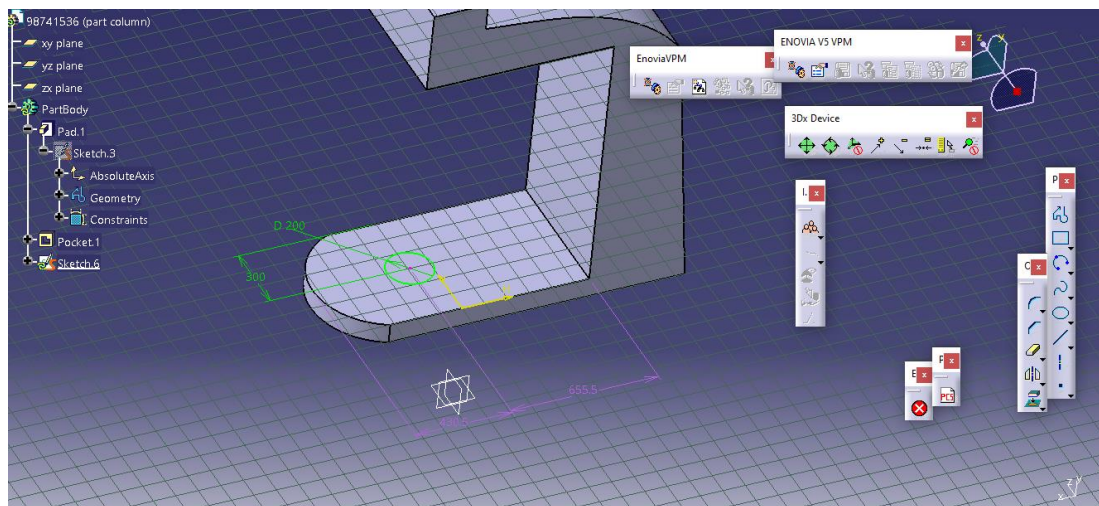 98741536 (part column)
xy plane
yz plane
zx plane
PartBody
Pad.1
Sketch.3
AbsoluteAxis
Geometry
Constraints
Pocket.1
Sketch.6
D 200
300
655.5
EnoviaVPM
ENOVIA V5 VPM
3Dx Device
I..
P
O
E
F
PCS
z
y
z
y
x